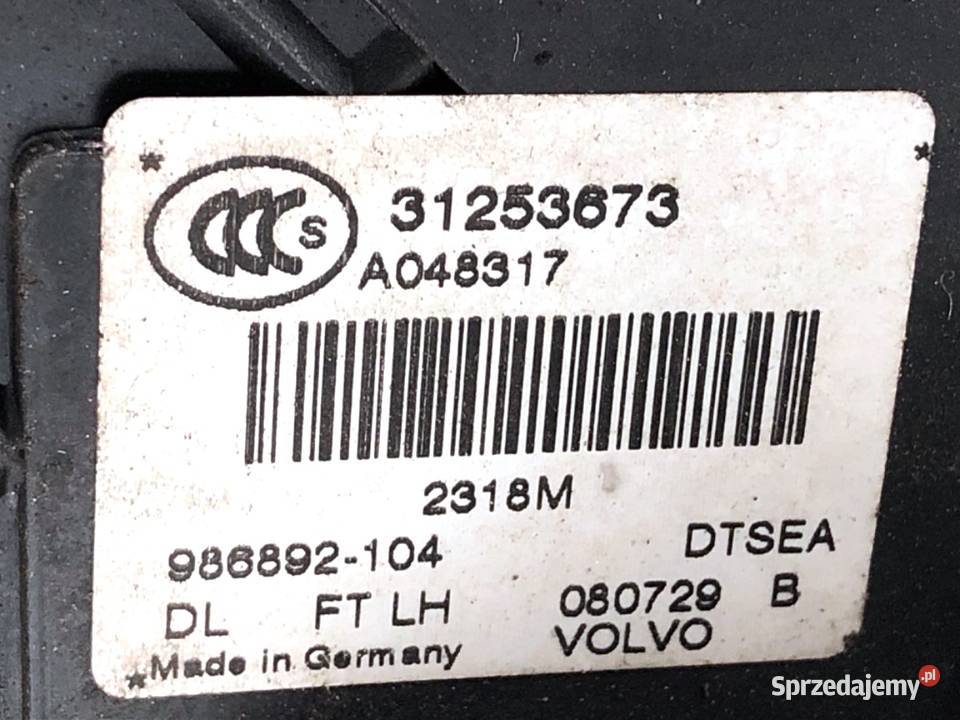 CCC S 31253673
A048317
2318M
986892-104 DTSEA
DL FT LH 080729 B
Made in Germany VOLVO
Sprzedajemy.pl